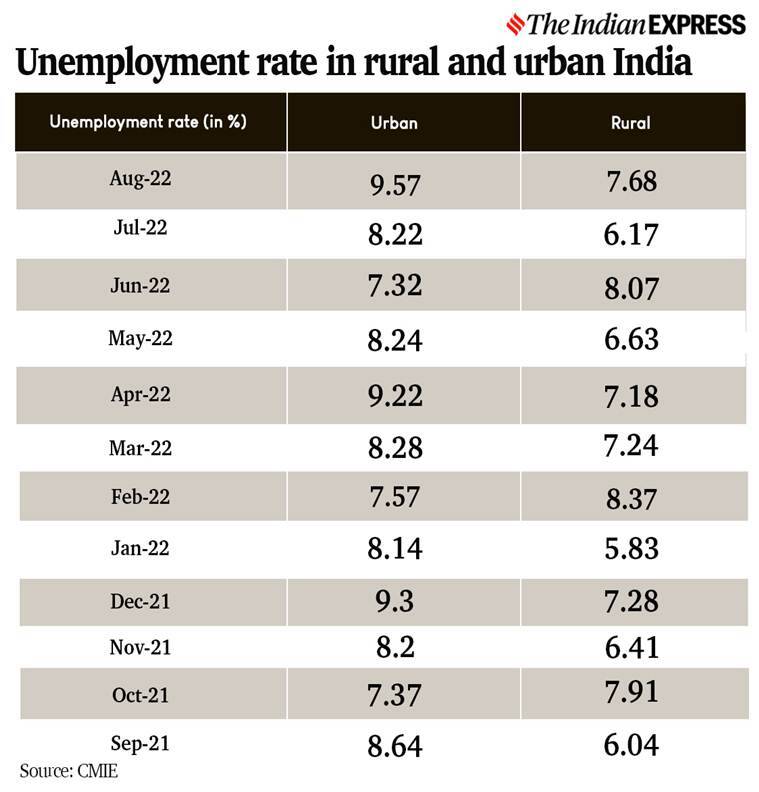 The Indian EXPRESS
Unemployment rate in rural and urban India
Unemployment rate (in %) Urban Rural
Aug-22 9.57 7.68
Jul-22 8.22 6.17
Jun-22 7.32 8.07
May-22 8.24 6.63
Apr-22 9.22 7.18
Mar-22 8.28 7.24
Feb-22 7.57 8.37
Jan-22 8.14 5.83
Dec-21 9.3 7.28
Nov-21 8.2 6.41
Oct-21 7.37 7.91
Sep-21 8.64 6.04
Source: CMIE